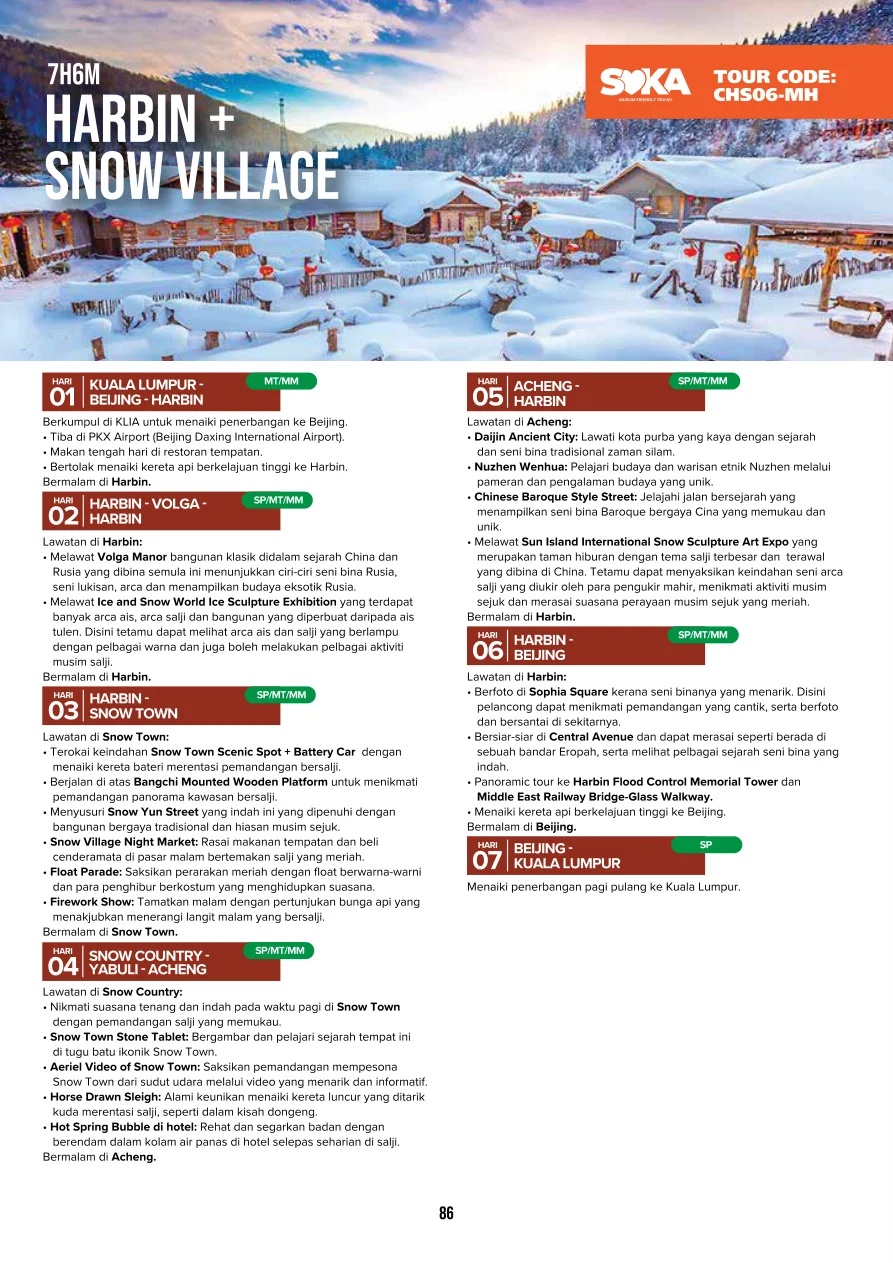 7H6M
HARBIN +
SNOW VILLAGE
SOKA
MUSLIM FRIENDLY TRAVEL
TOUR CODE:
CHS06-MH
HARI
01
KUALA LUMPUR -
BEIJING - HARBIN
MT/MM
Berkumpul di KLIA untuk menaiki penerbangan ke Beijing.
• Tiba di PKX Airport (Beijing Daxing International Airport).
• Makan tengah hari di restoran tempatan.
• Bertolak menaiki kereta api berkelajuan tinggi ke Harbin.
Bermalam di Harbin.
HARI
02
HARBIN - VOLGA -
HARBIN
SP/MT/MM
Lawatan di Harbin:
• Melawat Volga Manor bangunan klasik didalam sejarah China dan
Rusia yang dibina semula ini menunjukkan ciri-ciri seni bina Rusia,
seni lukisan, arca dan menampilkan budaya eksotik Rusia.
• Melawat Ice and Snow World Ice Sculpture Exhibition yang terdapat
banyak arca ais, arca salji dan bangunan yang diperbuat daripada ais
tulen. Disini tetamu dapat melihat arca ais dan salji yang berlampu
dengan pelbagai warna dan juga boleh melakukan pelbagai aktiviti
musim salji.
Bermalam di Harbin.
HARI
03
HARBIN -
SNOW TOWN
SP/MT/MM
Lawatan di Snow Town:
• Terokai keindahan Snow Town Scenic Spot + Battery Car dengan
menaiki kereta bateri merentasi pemandangan bersalji.
• Berjalan di atas Bangchi Mounted Wooden Platform untuk menikmati
pemandangan panorama kawasan bersalji.
• Menyusuri Snow Yun Street yang indah ini yang dipenuhi dengan
bangunan bergaya tradisional dan hiasan musim sejuk.
• Snow Village Night Market: Rasai makanan tempatan dan beli
cenderamata di pasar malam bertemakan salji yang meriah.
• Float Parade: Saksikan perarakan meriah dengan float berwarna-warni
dan para penghibur berkostum yang menghidupkan suasana.
• Firework Show: Tamatkan malam dengan pertunjukan bunga api yang
menakjubkan menerangi langit malam yang bersalji.
Bermalam di Snow Town.
HARI
04
SNOW COUNTRY -
YABULI - ACHENG
SP/MT/MM
Lawatan di Snow Country:
• Nikmati suasana tenang dan indah pada waktu pagi di Snow Town
dengan pemandangan salji yang memukau.
• Snow Town Stone Tablet: Bergambar dan pelajari sejarah tempat ini
di tugu batu ikonik Snow Town.
• Aeriel Video of Snow Town: Saksikan pemandangan mempesona
Snow Town dari sudut udara melalui video yang menarik dan informatif.
• Horse Drawn Sleigh: Alami keunikan menaiki kereta luncur yang ditarik
kuda merentasi salji, seperti dalam kisah dongeng.
• Hot Spring Bubble di hotel: Rehat dan segarkan badan dengan
berendam dalam kolam air panas di hotel selepas seharian di salji.
Bermalam di Acheng.
HARI
05
ACHENG -
HARBIN
SP/MT/MM
Lawatan di Acheng:
• Daijin Ancient City: Lawati kota purba yang kaya dengan sejarah
dan seni bina tradisional zaman silam.
• Nuzhen Wenhua: Pelajari budaya dan warisan etnik Nuzhen melalui
pameran dan pengalaman budaya yang unik.
• Chinese Baroque Style Street: Jelajahi jalan bersejarah yang
menampilkan seni bina Baroque bergaya Cina yang memukau dan
unik.
• Melawat Sun Island International Snow Sculpture Art Expo yang
merupakan taman hiburan dengan tema salji terbesar dan terawal
yang dibina di China. Tetamu dapat menyaksikan keindahan seni arca
salji yang diukir oleh para pengukir mahir, menikmati aktiviti musim
sejuk dan merasai suasana perayaan musim sejuk yang meriah.
Bermalam di Harbin.
HARI
06
HARBIN -
BEIJING
SP/MT/MM
Lawatan di Harbin:
• Berfoto di Sophia Square kerana seni binanya yang menarik. Disini
pelancong dapat menikmati pemandangan yang cantik, serta berfoto
dan bersantai di sekitarnya.
• Bersiar-siar di Central Avenue dan dapat merasai seperti berada di
sebuah bandar Eropah, serta melihat pelbagai sejarah seni bina yang
indah.
• Panoramic tour ke Harbin Flood Control Memorial Tower dan
Middle East Railway Bridge-Glass Walkway.
• Menaiki kereta api berkelajuan tinggi ke Beijing.
Bermalam di Beijing.
HARI
07
BEIJING -
KUALA LUMPUR
SP
Menaiki penerbangan pagi pulang ke Kuala Lumpur.
86